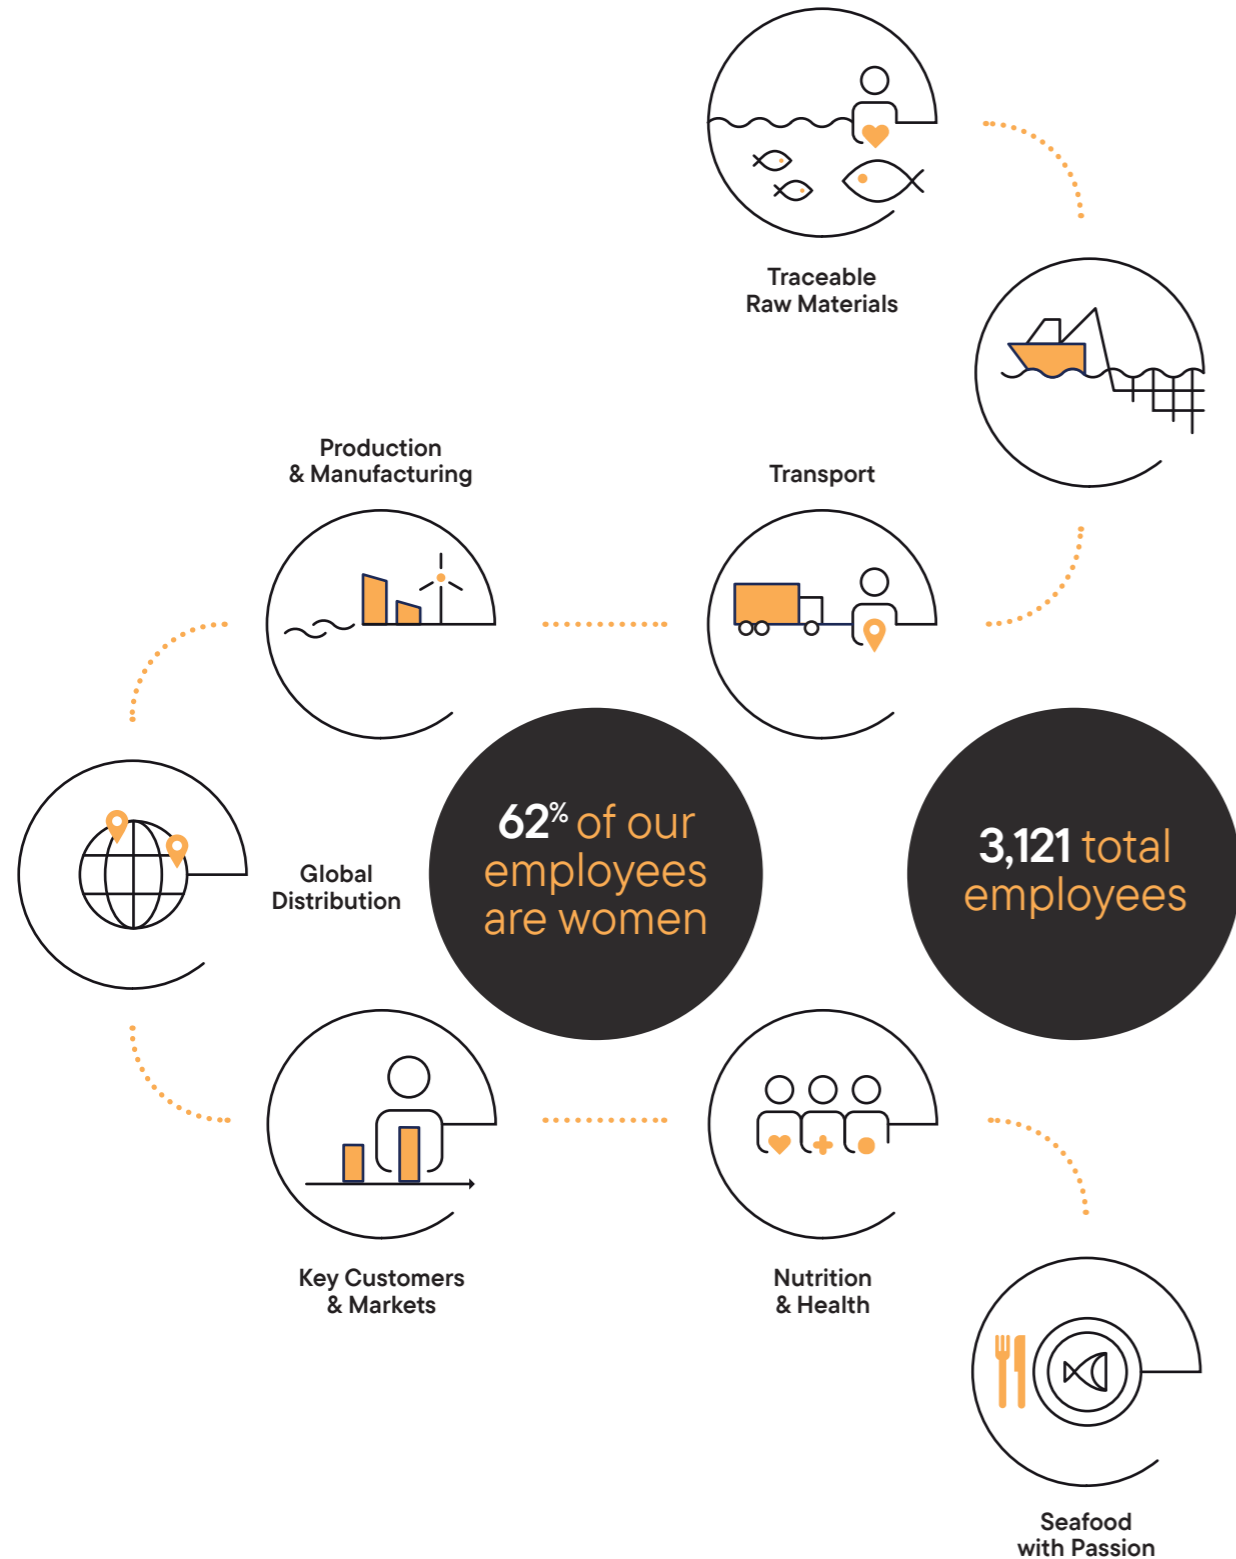 Traceable
Raw Materials
Production
& Manufacturing
Transport
62% of our
employees
are women
3,121 total
employees
Global
Distribution
Key Customers
& Markets
Nutrition
& Health
Seafood
with Passion